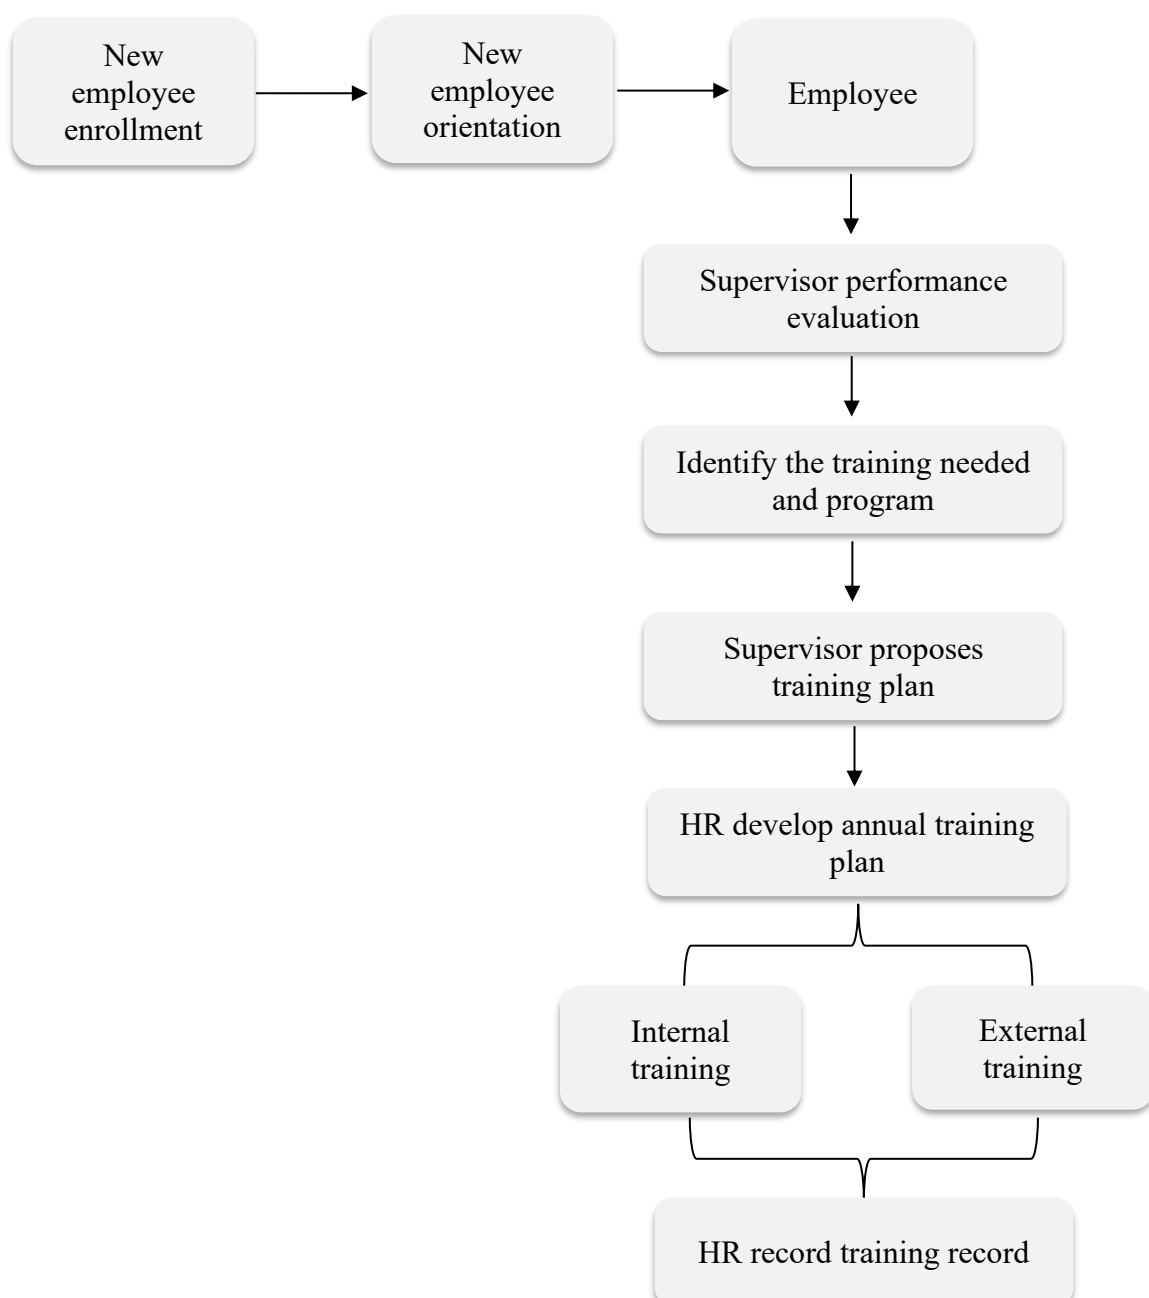 New
employee
enrollment
New
employee
orientation
Employee
Supervisor performance
evaluation
Identify the training needed
and program
Supervisor proposes
training plan
HR develop annual training
plan
Internal
training
External
training
HR record training record